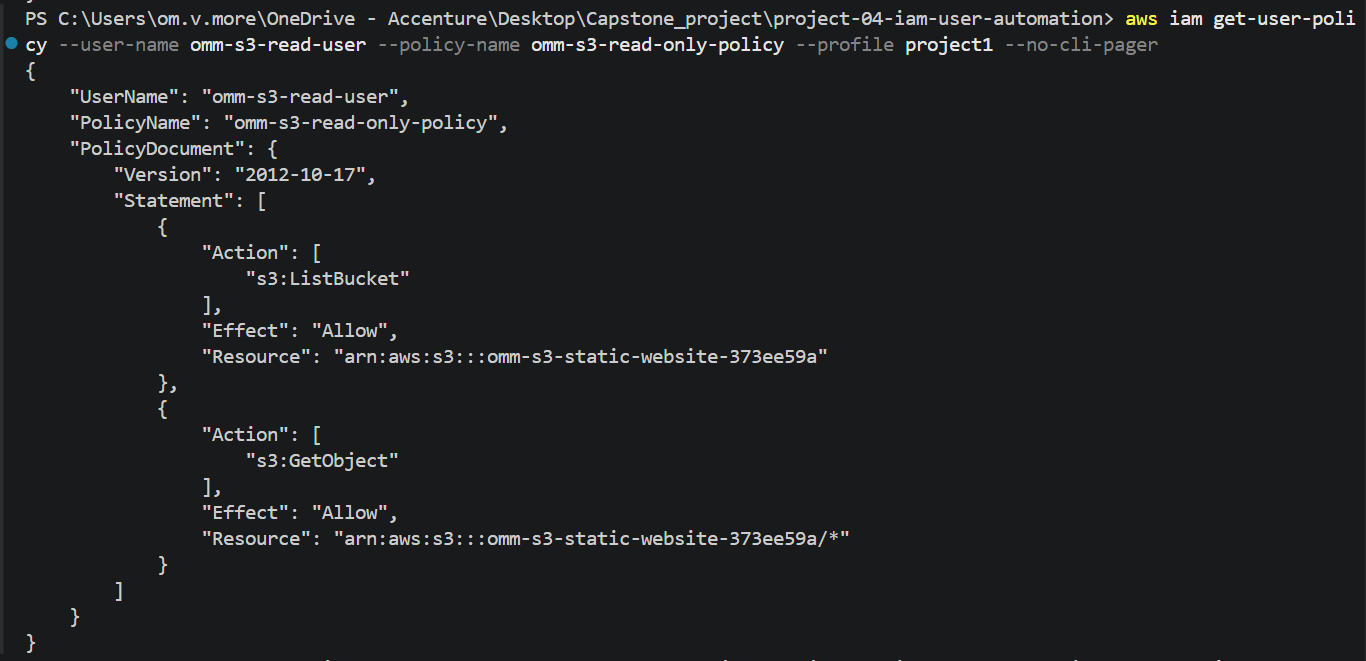 PS C:\Users\om.v.more\OneDrive - Accenture\Desktop\Capstone_project\project-04-iam-user-automation> aws iam get-user-poli
cy --user-name omm-s3-read-user --policy-name omm-s3-read-only-policy --profile project1 --no-cli-pager
{
    "UserName": "omm-s3-read-user",
    "PolicyName": "omm-s3-read-only-policy",
    "PolicyDocument": {
        "Version": "2012-10-17",
        "Statement": [
            {
                "Action": [
                    "s3:ListBucket"
                ],
                "Effect": "Allow",
                "Resource": "arn:aws:s3:::omm-s3-static-website-373ee59a"
            },
            {
                "Action": [
                    "s3:GetObject"
                ],
                "Effect": "Allow",
                "Resource": "arn:aws:s3:::omm-s3-static-website-373ee59a/*"
            }
        ]
    }
}